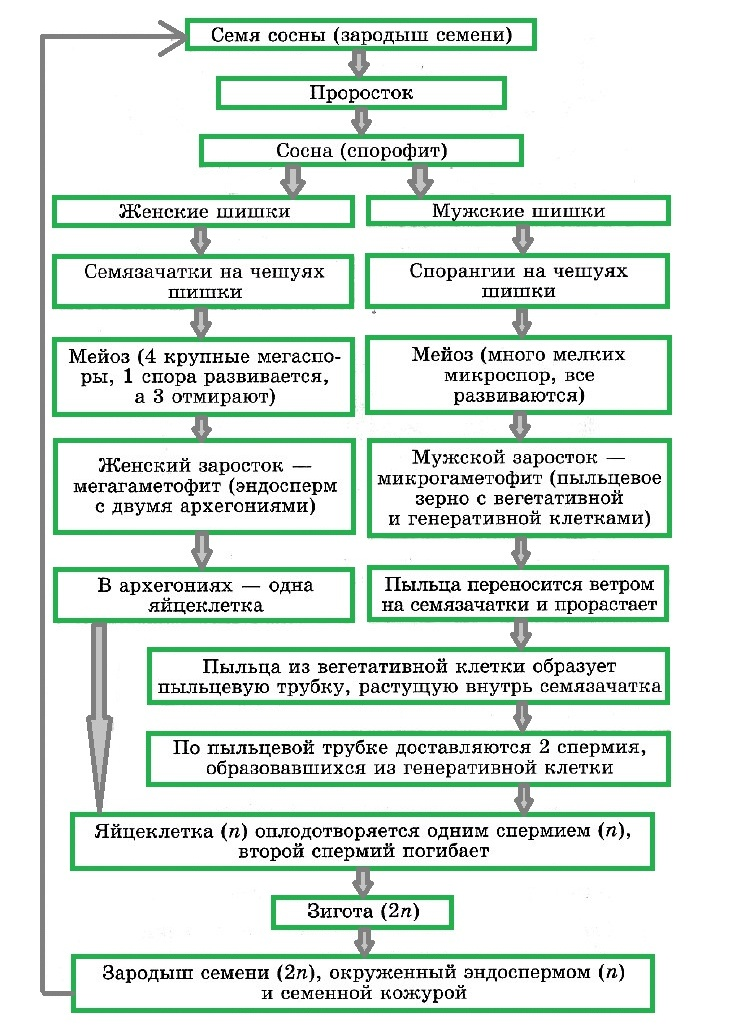 Семя сосны (зародыш семени)
Проросток
Сосна (спорофит)
Женские шишки
Мужские шишки
Семязачатки на чешуях
шишки
Спорангии на чешуях
шишки
Мейоз (4 крупные мегаспо-
ры, 1 спора развивается,
а 3 отмирают)
Мейоз (много мелких
микроспор, все
развиваются)
Женский заросток —
мегагаметофит (эндосперм
с двумя архегониями)
Мужской заросток —
микрогаметофит (пыльцевое
зерно с вегетативной
и генеративной клетками)
В архегониях — одна
яйцеклетка
Пыльца переносится ветром
на семязачатки и прорастает
Пыльца из вегетативной клетки образует
пыльцевую трубку, растущую внутрь семязачатка
По пыльцевой трубке доставляются 2 спермия,
образовавшихся из генеративной клетки
Яйцеклетка (n) оплодотворяется одним спермием (n),
второй спермий погибает
Зигота (2n)
Зародыш семени (2n), окруженный эндоспермом (n)
и семенной кожурой